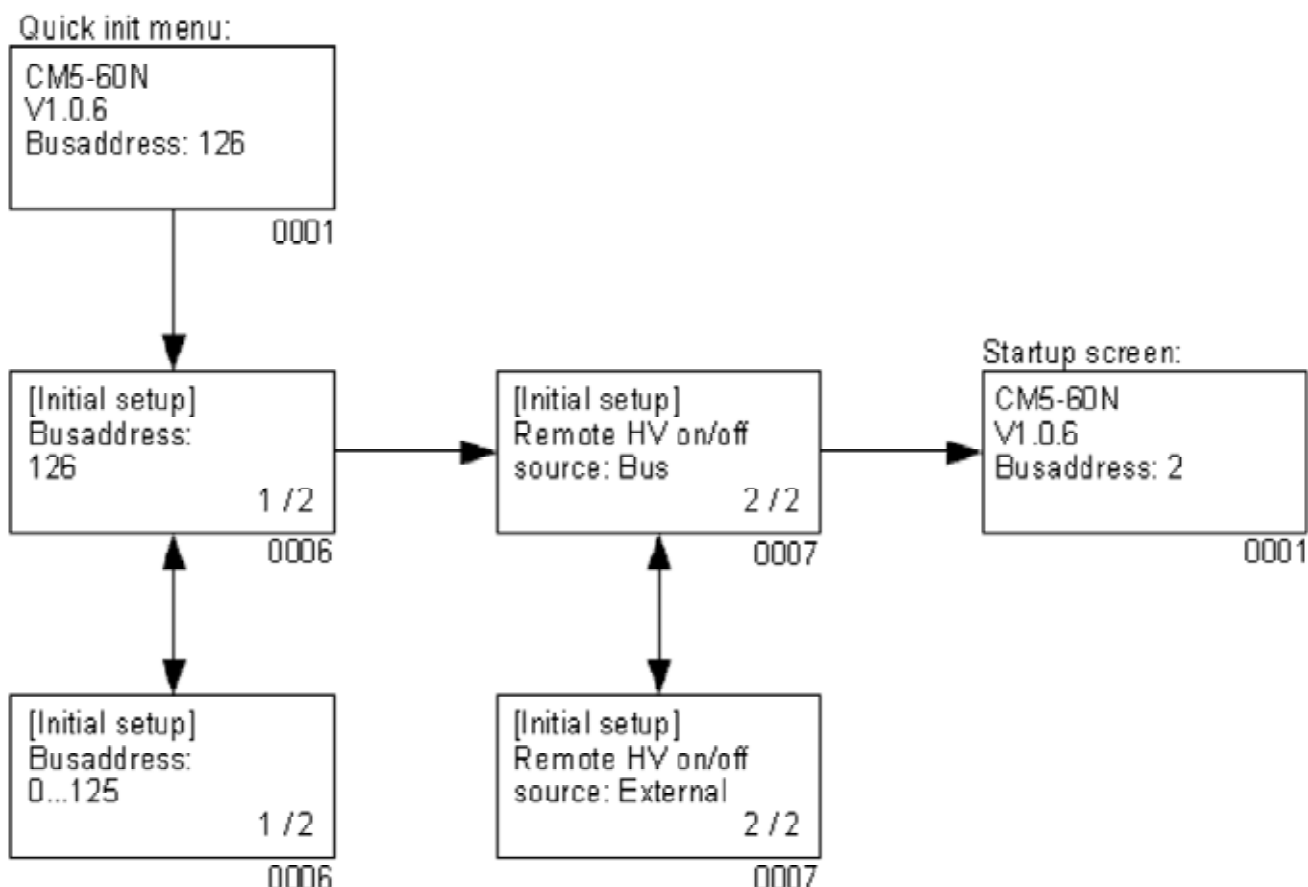 Quick init menu:
CM5-60N
V1.0.6
Busaddress: 126
0001
[Initial setup]
Busaddress:
126
1 / 2
0006
[Initial setup]
Remote HV on/off
source: Bus
2 / 2
0007
Startup screen:
CM5-60N
V1.0.6
Busaddress: 2
0001
[Initial setup]
Busaddress:
0...125
1 / 2
0006
[Initial setup]
Remote HV on/off
source: External
2 / 2
0007